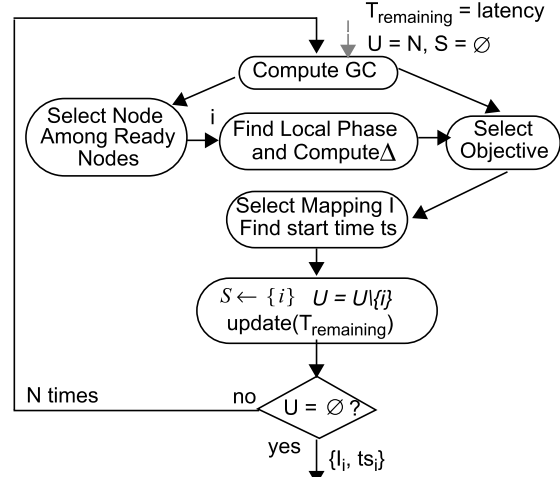 T_remaining = latency
U = N, S = ∅
Compute GC
Select Node
Among Ready
Nodes
i
Find Local Phase
and Compute Δ
Select
Objective
Select Mapping I
Find start time ts
S ← {i} U = U\{i}
update(T_remaining)
U = ∅ ?
no
N times
yes
{I_i, ts_i}